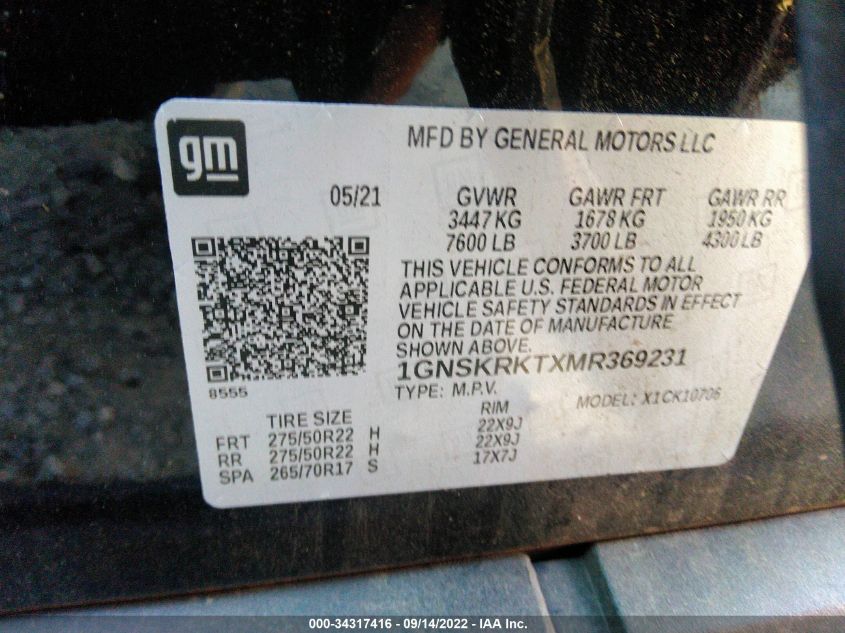 gm
MFD BY GENERAL MOTORS LLC
05/21 GVWR GAWR FRT GAWR RR
3447 KG 1678 KG 1950 KG
7600 LB 3700 LB 4300 LB
THIS VEHICLE CONFORMS TO ALL
APPLICABLE U.S. FEDERAL MOTOR
VEHICLE SAFETY STANDARDS IN EFFECT
ON THE DATE OF MANUFACTURE
SHOWN ABOVE.
1GNSKRKTXMR369231
8555
TYPE: M.P.V. MODEL: X1CK10706
TIRE SIZE RIM
FRT 275/50R22 H 22X9J
RR 275/50R22 H 22X9J
SPA 265/70R17 S 17X7J
000-34317416 - 09/14/2022 - IAA Inc.